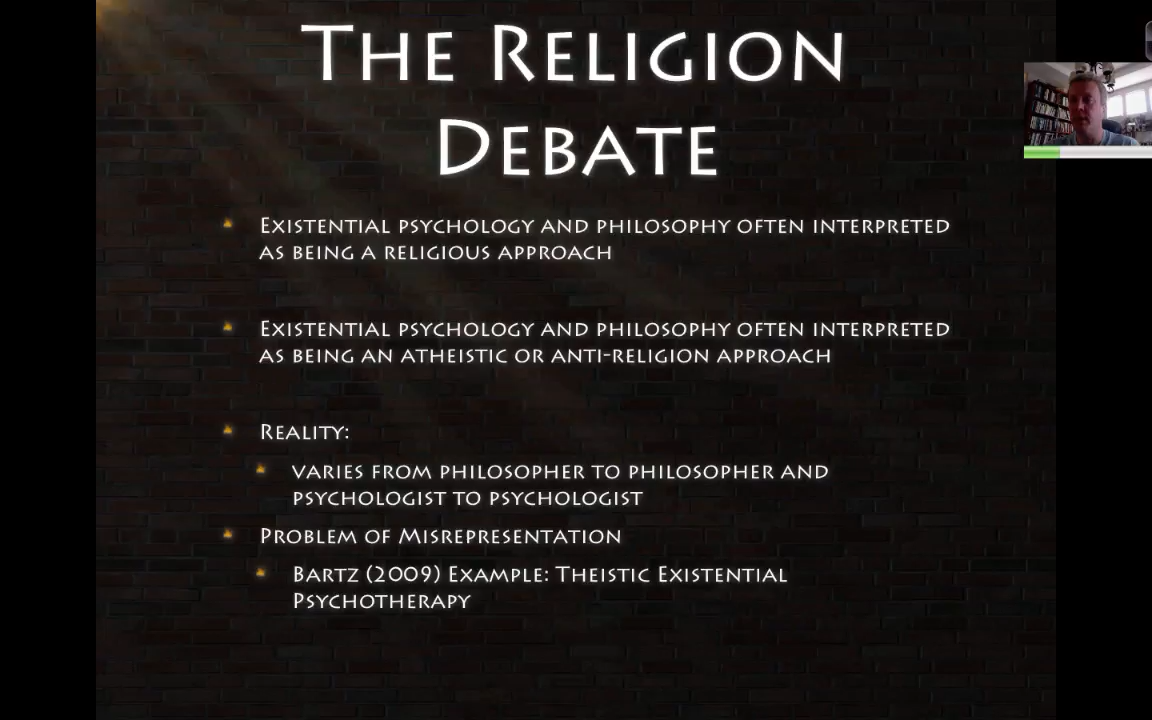 The Religion
Debate
Existential psychology and philosophy often interpreted
as being a religious approach
Existential psychology and philosophy often interpreted
as being an atheistic or anti-religion approach
Reality:
varies from philosopher to philosopher and
psychologist to psychologist
Problem of Misrepresentation
Bartz (2009) Example: Theistic Existential
Psychotherapy